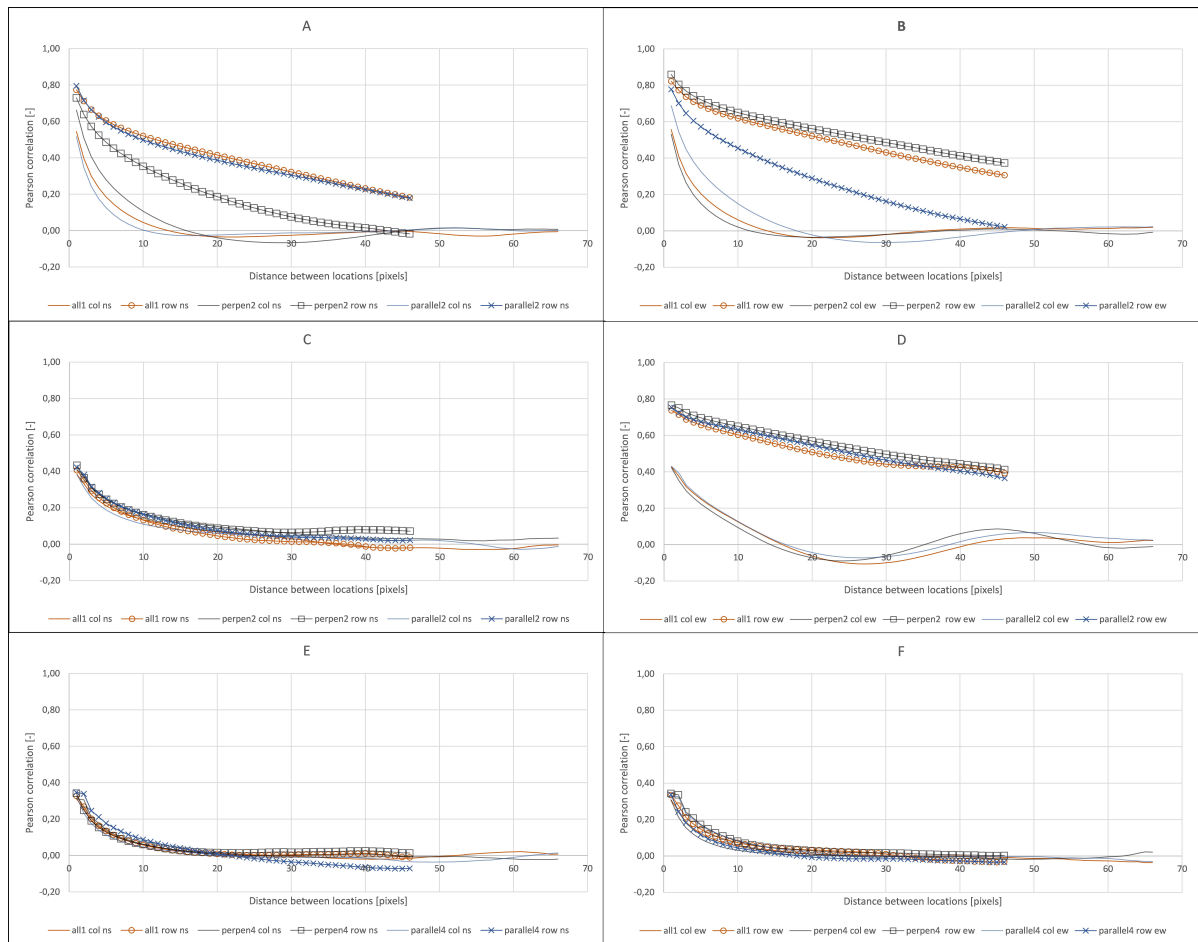 A
1,00
0,80
0,60
0,40
0,20
0,00
-0,20
Pearson correlation [-]
0 10 20 30 40 50 60 70
Distance between locations [pixels]
all1 col ns all1 row ns perpen2 col ns perpen2 row ns parallel2 col ns parallel2 row ns
B
1,00
0,80
0,60
0,40
0,20
0,00
-0,20
Pearson correlation [-]
0 10 20 30 40 50 60 70
Distance between locations [pixels]
all1 col ew all1 row ew perpen2 col ew perpen2 row ew parallel2 col ew parallel2 row ew
C
1,00
0,80
0,60
0,40
0,20
0,00
-0,20
Pearson correlation [-]
0 10 20 30 40 50 60 70
Distance between locations [pixels]
all1 col ns all1 row ns perpen2 col ns perpen2 row ns parallel2 col ns parallel2 row ns
D
1,00
0,80
0,60
0,40
0,20
0,00
-0,20
Pearson correlation [-]
0 10 20 30 40 50 60 70
Distance between locations [pixels]
all1 col ew all1 row ew perpen2 col ew perpen2 row ew parallel2 col ew parallel2 row ew
E
1,00
0,80
0,60
0,40
0,20
0,00
-0,20
Pearson correlation [-]
0 10 20 30 40 50 60 70
Distance between locations [pixels]
all1 col ns all1 row ns perpen4 col ns perpen4 row ns parallel4 col ns parallel4 row ns
F
1,00
0,80
0,60
0,40
0,20
0,00
-0,20
Pearson correlation [-]
0 10 20 30 40 50 60 70
Distance between locations [pixels]
all1 col ew all1 row ew perpen4 col ew perpen4 row ew parallel4 col ew parallel4 row ew